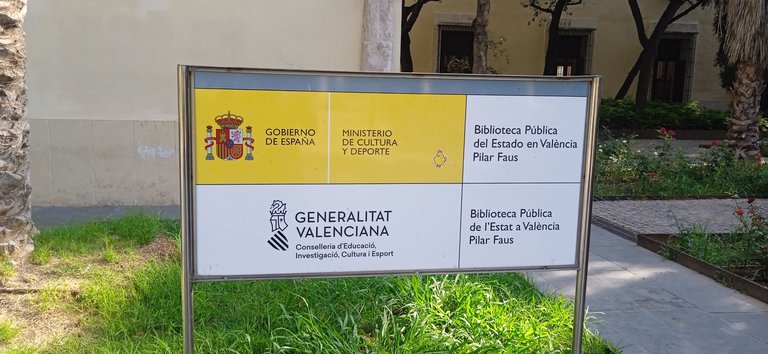 GOBIERNO
DE ESPAÑA
MINISTERIO
DE CULTURA
Y DEPORTE
Biblioteca Pública
del Estado en València
Pilar Faus
GENERALITAT
VALENCIANA
Conselleria d'Educació,
Investigació, Cultura i Esport
Biblioteca Pública
de l'Estat a València
Pilar Faus